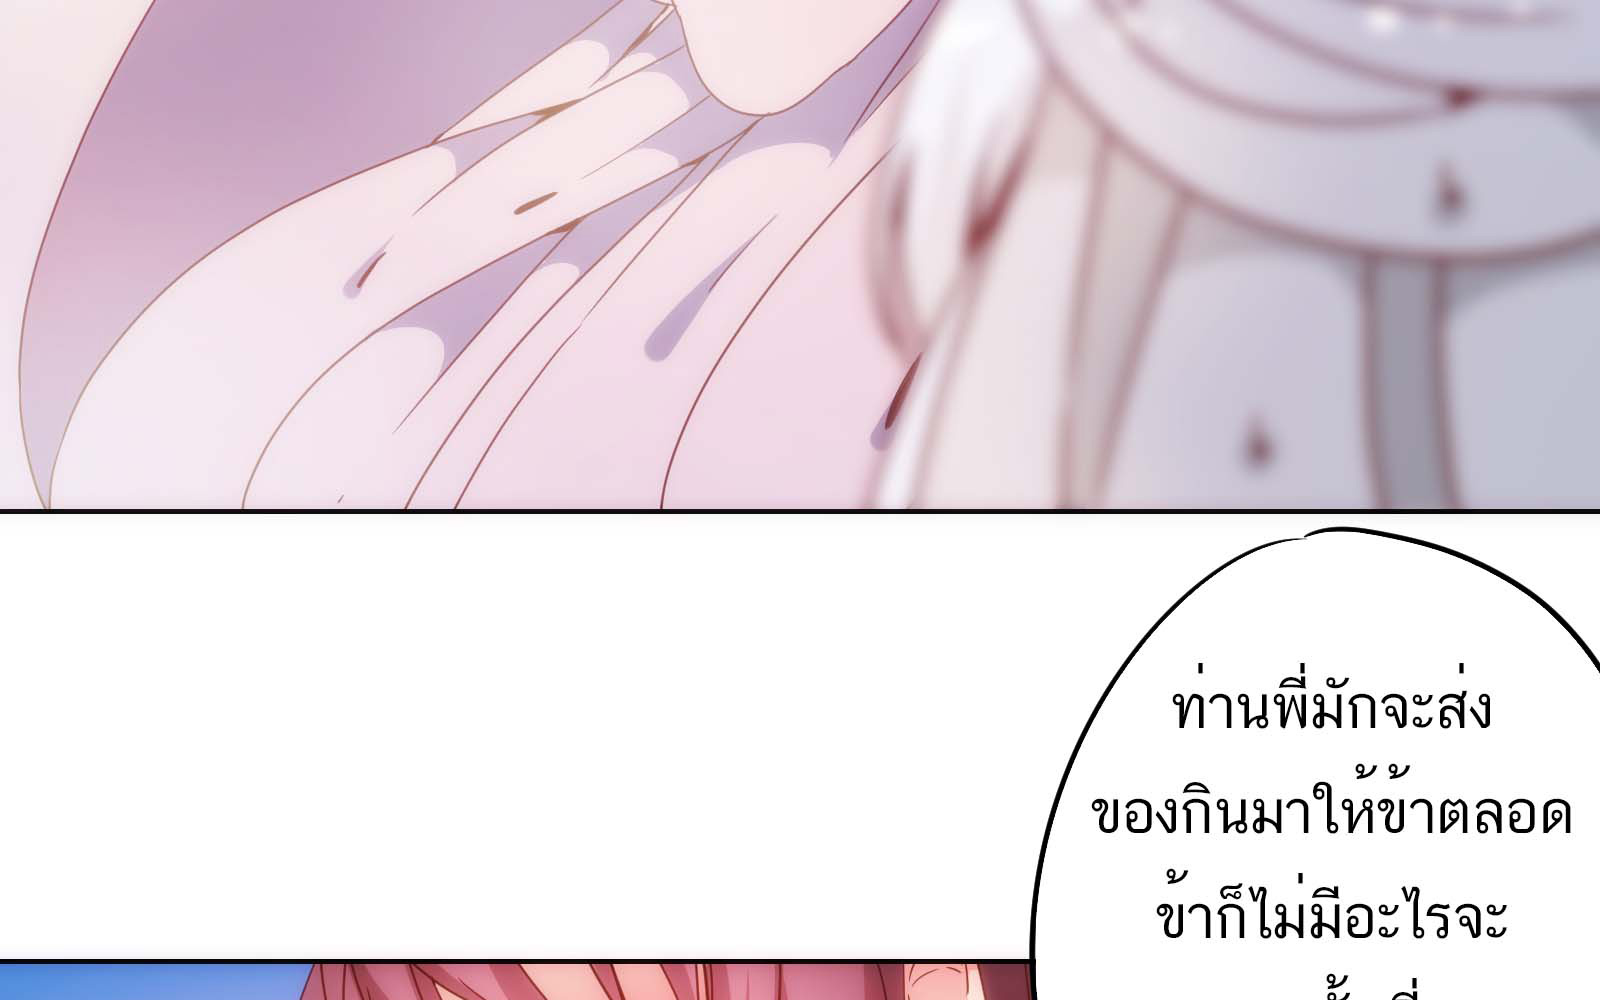 ท่านพี่มักจะส่ง
ของกินมาให้ข้าตลอด
ข้าก็ไม่มีอะไรจะ